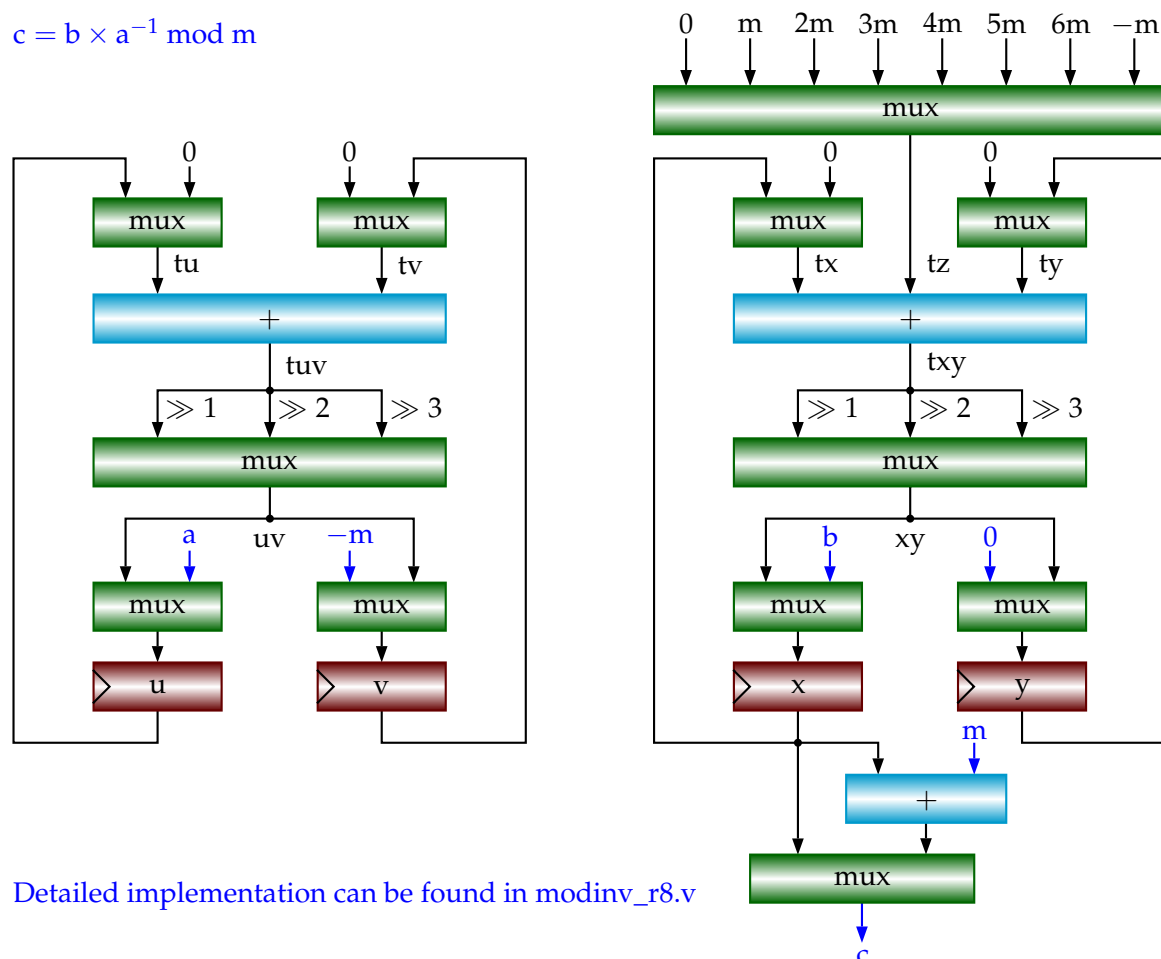 c = b × a⁻¹ mod m
0 m 2m 3m 4m 5m 6m −m
mux
0 0 0 0
mux mux mux mux
tu tv tx tz ty
+ +
tuv txy
≫ 1 ≫ 2 ≫ 3 ≫ 1 ≫ 2 ≫ 3
mux mux
a uv −m b xy 0
mux mux mux mux
u v x y
m
+
mux
Detailed implementation can be found in modinv_r8.v
c